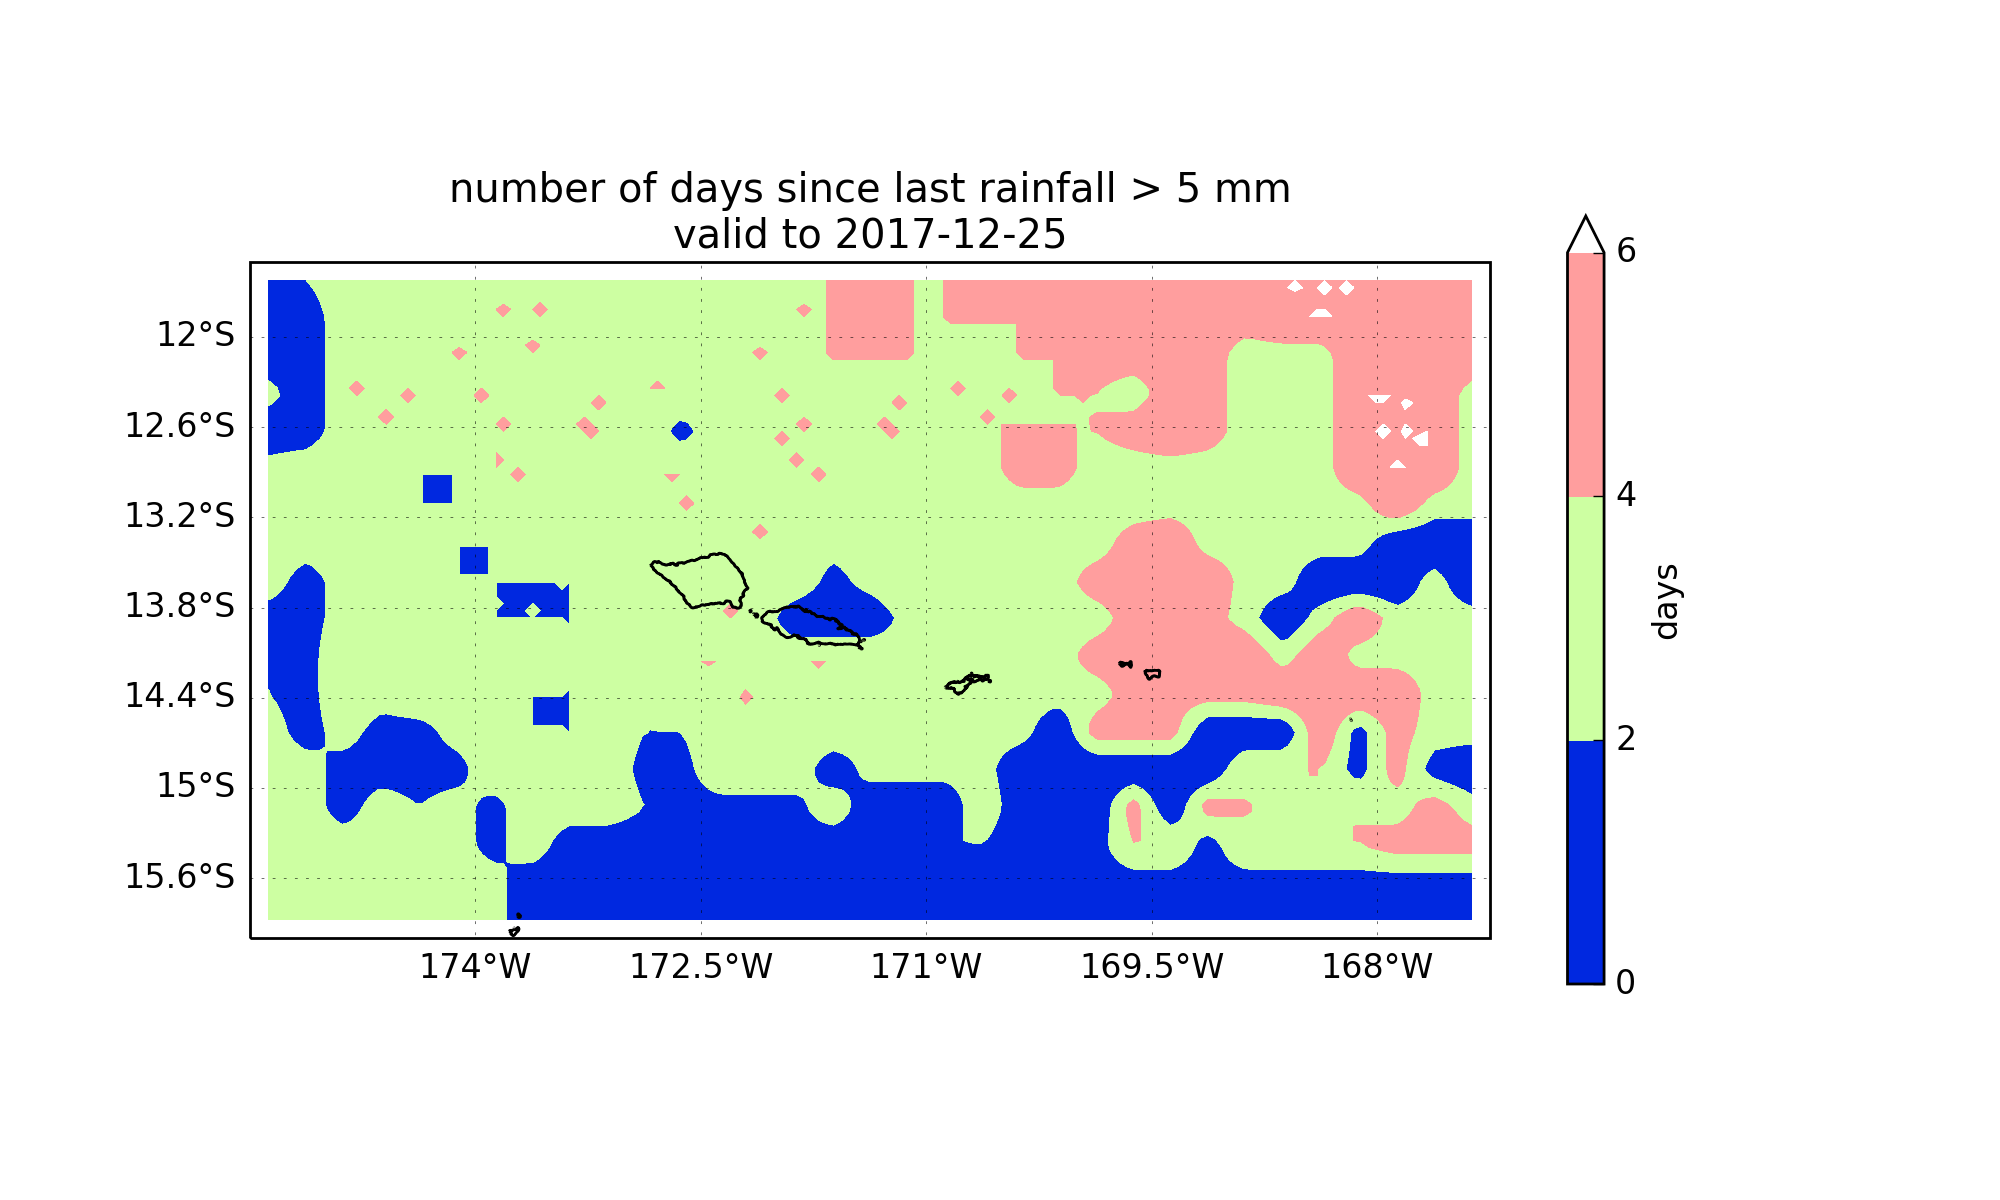 number of days since last rainfall > 5 mm
valid to 2017-12-25
12°S
12.6°S
13.2°S
13.8°S
14.4°S
15°S
15.6°S
174°W 172.5°W 171°W 169.5°W 168°W
6
4
2
0
days